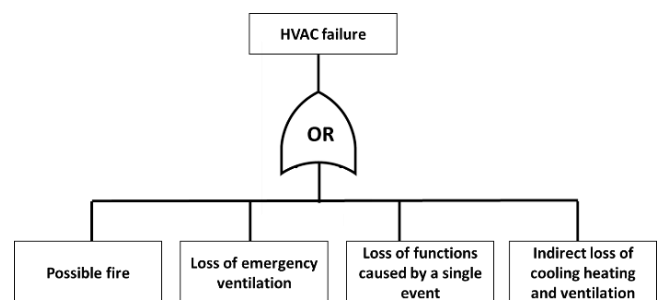 HVAC failure
OR
Possible fire
Loss of emergency
ventilation
Loss of functions
caused by a single
event
Indirect loss of
cooling heating
and ventilation